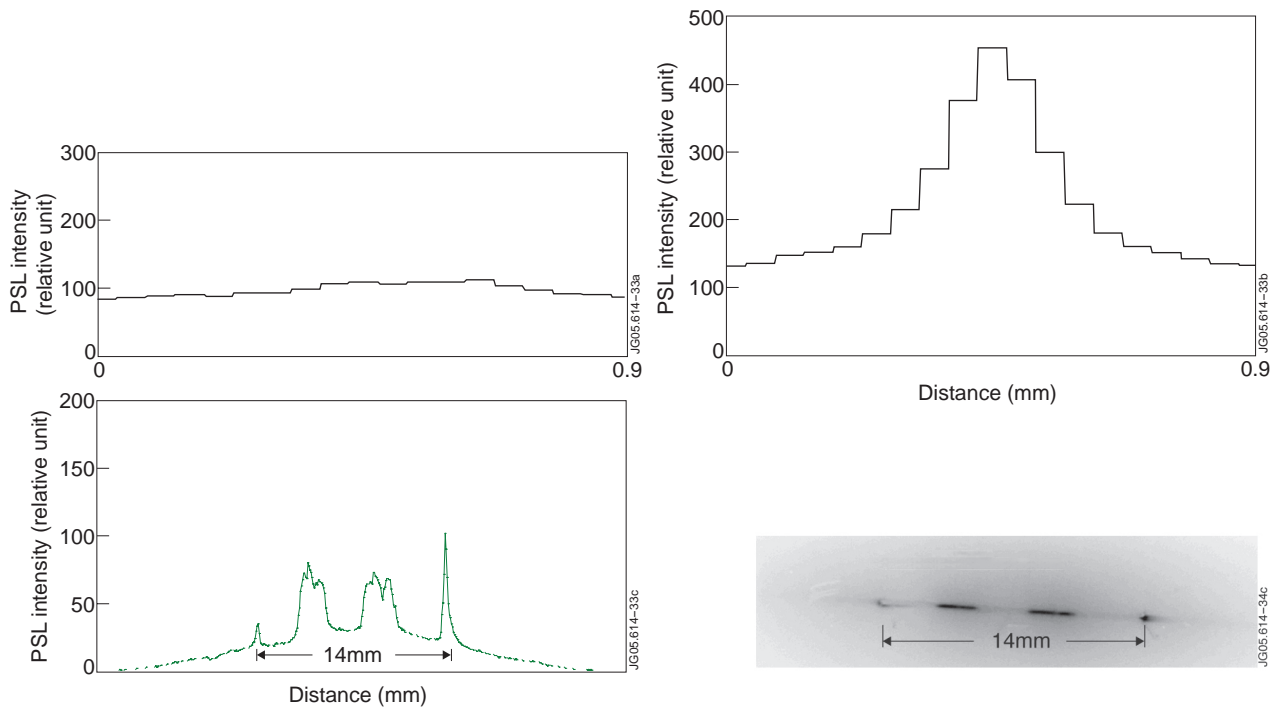 300
200
100
0
PSL intensity
(relative unit)
0
0.9
JG05.614–33a
500
400
300
200
100
0
PSL intensity (relative unit)
0
0.9
Distance (mm)
JG05.614–33b
200
150
100
50
0
PSL intensity (relative unit)
14mm
Distance (mm)
JG05.614–33c
14mm
JG05.614–34c